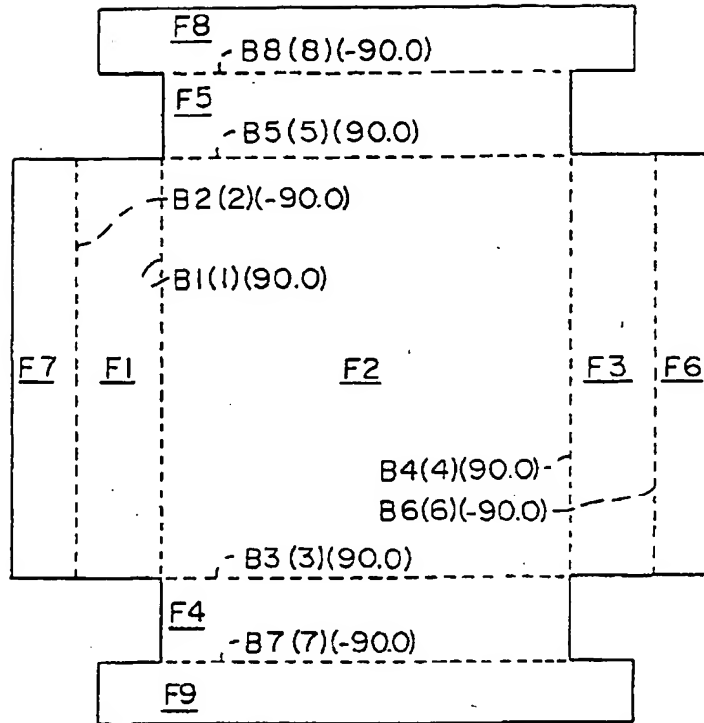 F8
B8(8)(-90.0)
F5
B5(5)(90.0)
B2(2)(-90.0)
B1(1)(90.0)
F7 F1 F2 F3 F6
B4(4)(90.0)
B6(6)(-90.0)
B3(3)(90.0)
F4
B7(7)(-90.0)
F9